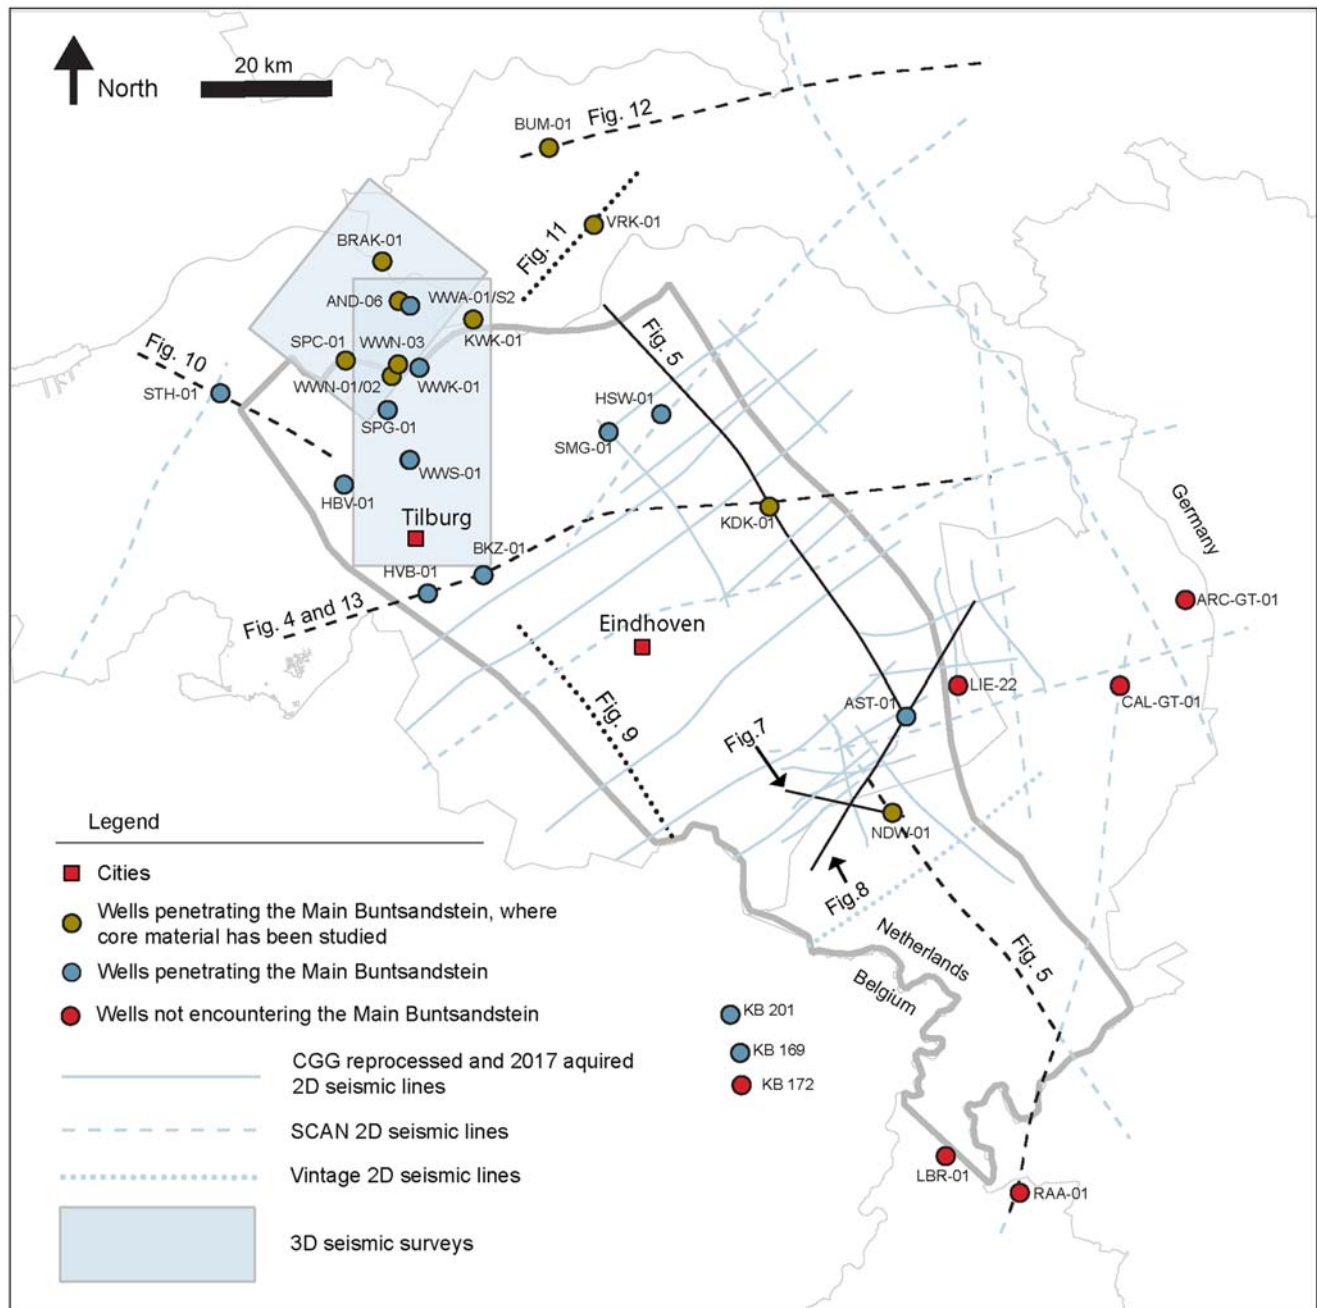 20 km
North
BUM-01
Fig. 12
VRK-01
Fig. 11
BRAK-01
AND-06
WWA-01/S2
KWK-01
SPC-01
WWN-03
WWN-01/02
WWK-01
Fig. 10
STH-01
SPG-01
WWS-01
HBV-01
Tilburg
Fig. 5
HSW-01
SMG-01
KDK-01
BKZ-01
HVB-01
Fig. 4 and 13
Eindhoven
Germany
ARC-GT-01
LIE-22
CAL-GT-01
AST-01
Fig. 9
Fig.7
NDW-01
Fig.8
Netherlands
Belgium
Fig. 5
KB 201
KB 169
KB 172
LBR-01
RAA-01
Legend
Cities
Wells penetrating the Main Buntsandstein, where
core material has been studied
Wells penetrating the Main Buntsandstein
Wells not encountering the Main Buntsandstein
CGG reprocessed and 2017 aquired
2D seismic lines
SCAN 2D seismic lines
Vintage 2D seismic lines
3D seismic surveys